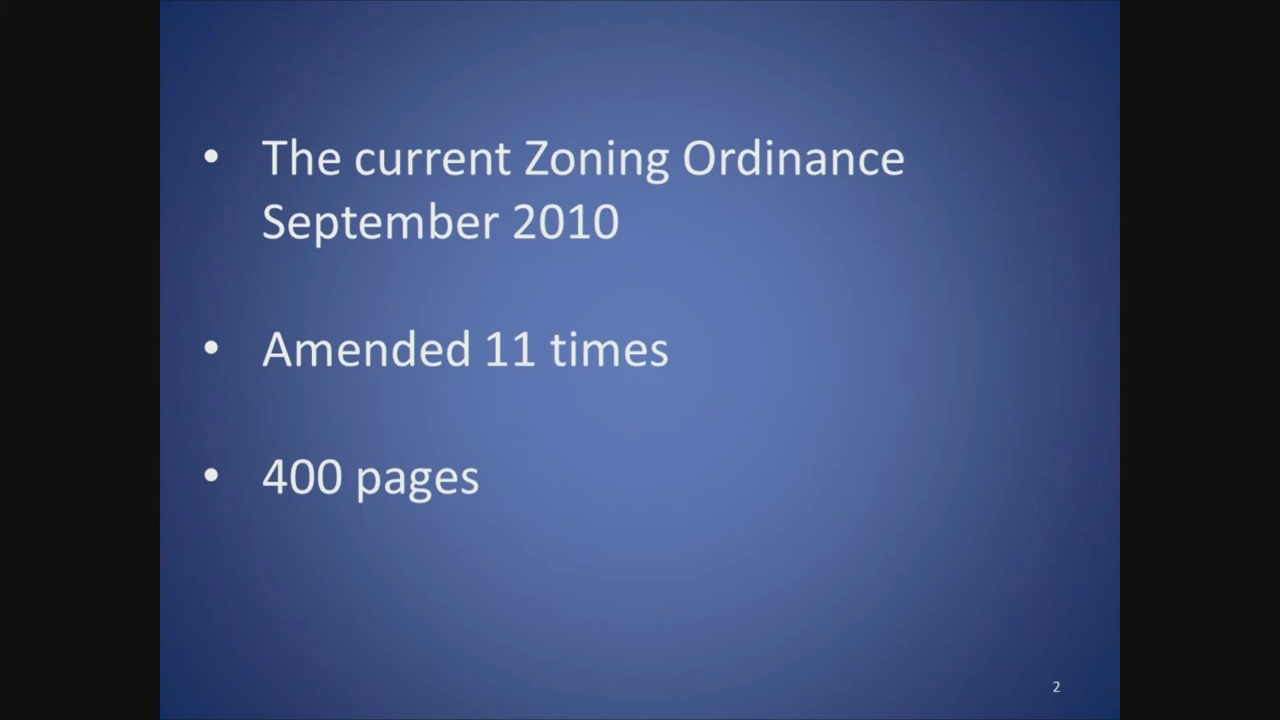 • The current Zoning Ordinance
September 2010
• Amended 11 times
• 400 pages
2